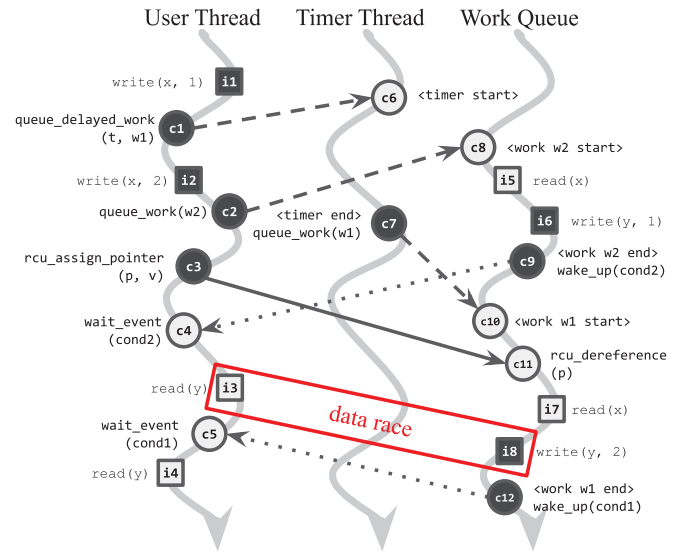 User Thread
Timer Thread
Work Queue
write(x, 1)
i1
c6
<timer start>
queue_delayed_work
(t, w1)
c1
c8
<work w2 start>
write(x, 2)
i2
i5
read(x)
queue_work(w2)
c2
<timer end>
queue_work(w1)
c7
i6
write(y, 1)
rcu_assign_pointer
(p, v)
c3
c9
<work w2 end>
wake_up(cond2)
wait_event
(cond2)
c4
c10
<work w1 start>
c11
rcu_dereference
(p)
read(y)
i3
data race
i7
read(x)
wait_event
(cond1)
c5
i8
write(y, 2)
read(y)
i4
c12
<work w1 end>
wake_up(cond1)